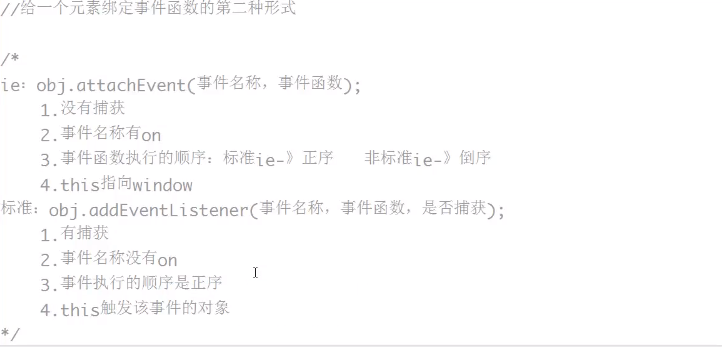 //给一个元素绑定事件函数的第二种形式
/*
ie：obj.attachEvent(事件名称，事件函数);
1.没有捕获
2.事件名称有on
3.事件函数执行的顺序：标准ie-》正序 非标准ie-》倒序
4.this指向window
标准：obj.addEventListener(事件名称，事件函数，是否捕获);
1.有捕获
2.事件名称没有on
3.事件执行的顺序是正序
4.this触发该事件的对象
*/